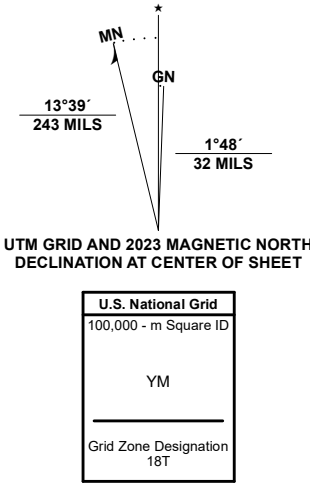 ★
MN
GN
13°39´
243 MILS
1°48´
32 MILS
UTM GRID AND 2023 MAGNETIC NORTH
DECLINATION AT CENTER OF SHEET
U.S. National Grid
100,000 - m Square ID
YM
Grid Zone Designation
18T